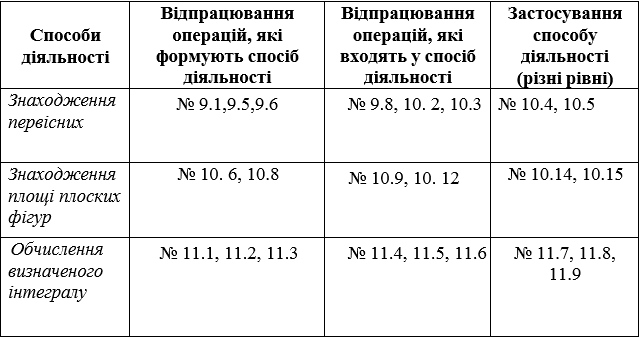 Способи
діяльності
Відпрацювання
операцій, які
формують спосіб
діяльності
Відпрацювання
операцій, які
входять у спосіб
діяльності
Застосування
способу
діяльності
(різні рівні)
Знаходження
первісних
№ 9.1,9.5,9.6
№ 9.8, 10. 2, 10.3
№ 10.4, 10.5
Знаходження
площі плоских
фігур
№ 10. 6, 10.8
№ 10.9, 10. 12
№ 10.14, 10.15
Обчислення
визначеного
інтегралу
№ 11.1, 11.2, 11.3
№ 11.4, 11.5, 11.6
№ 11.7, 11.8,
11.9